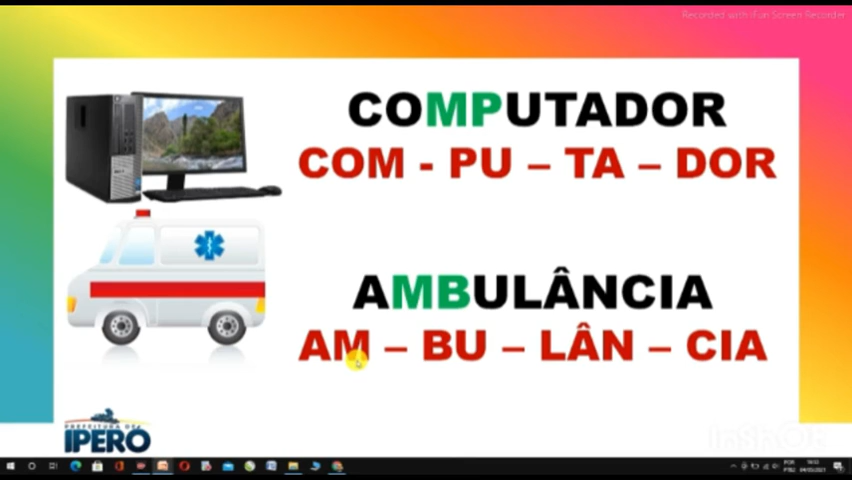 Recorded with iFun Screen Recorder
COMPUTADOR
COM - PU – TA – DOR
AMBULÂNCIA
AM – BU – LÂN – CIA
PREFEITURA DE
IPERÓ